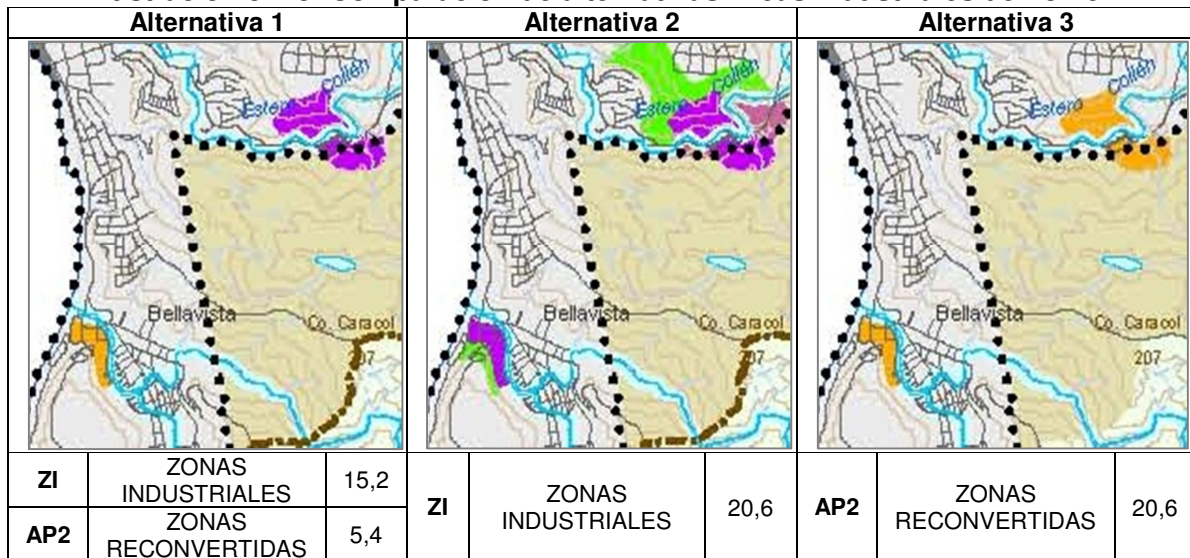 Alternativa 1
Alternativa 2
Alternativa 3
Estero Collén
Bellavista
Co. Caracol
Estero Collén
Bellavista
Co. Caracol
Estero Collén
Bellavista
Co. Caracol
207
ZI
ZONAS
INDUSTRIALES
15,2
AP2
ZONAS
RECONVERTIDAS
5,4
ZI
ZONAS
INDUSTRIALES
20,6
AP2
ZONAS
RECONVERTIDAS
20,6